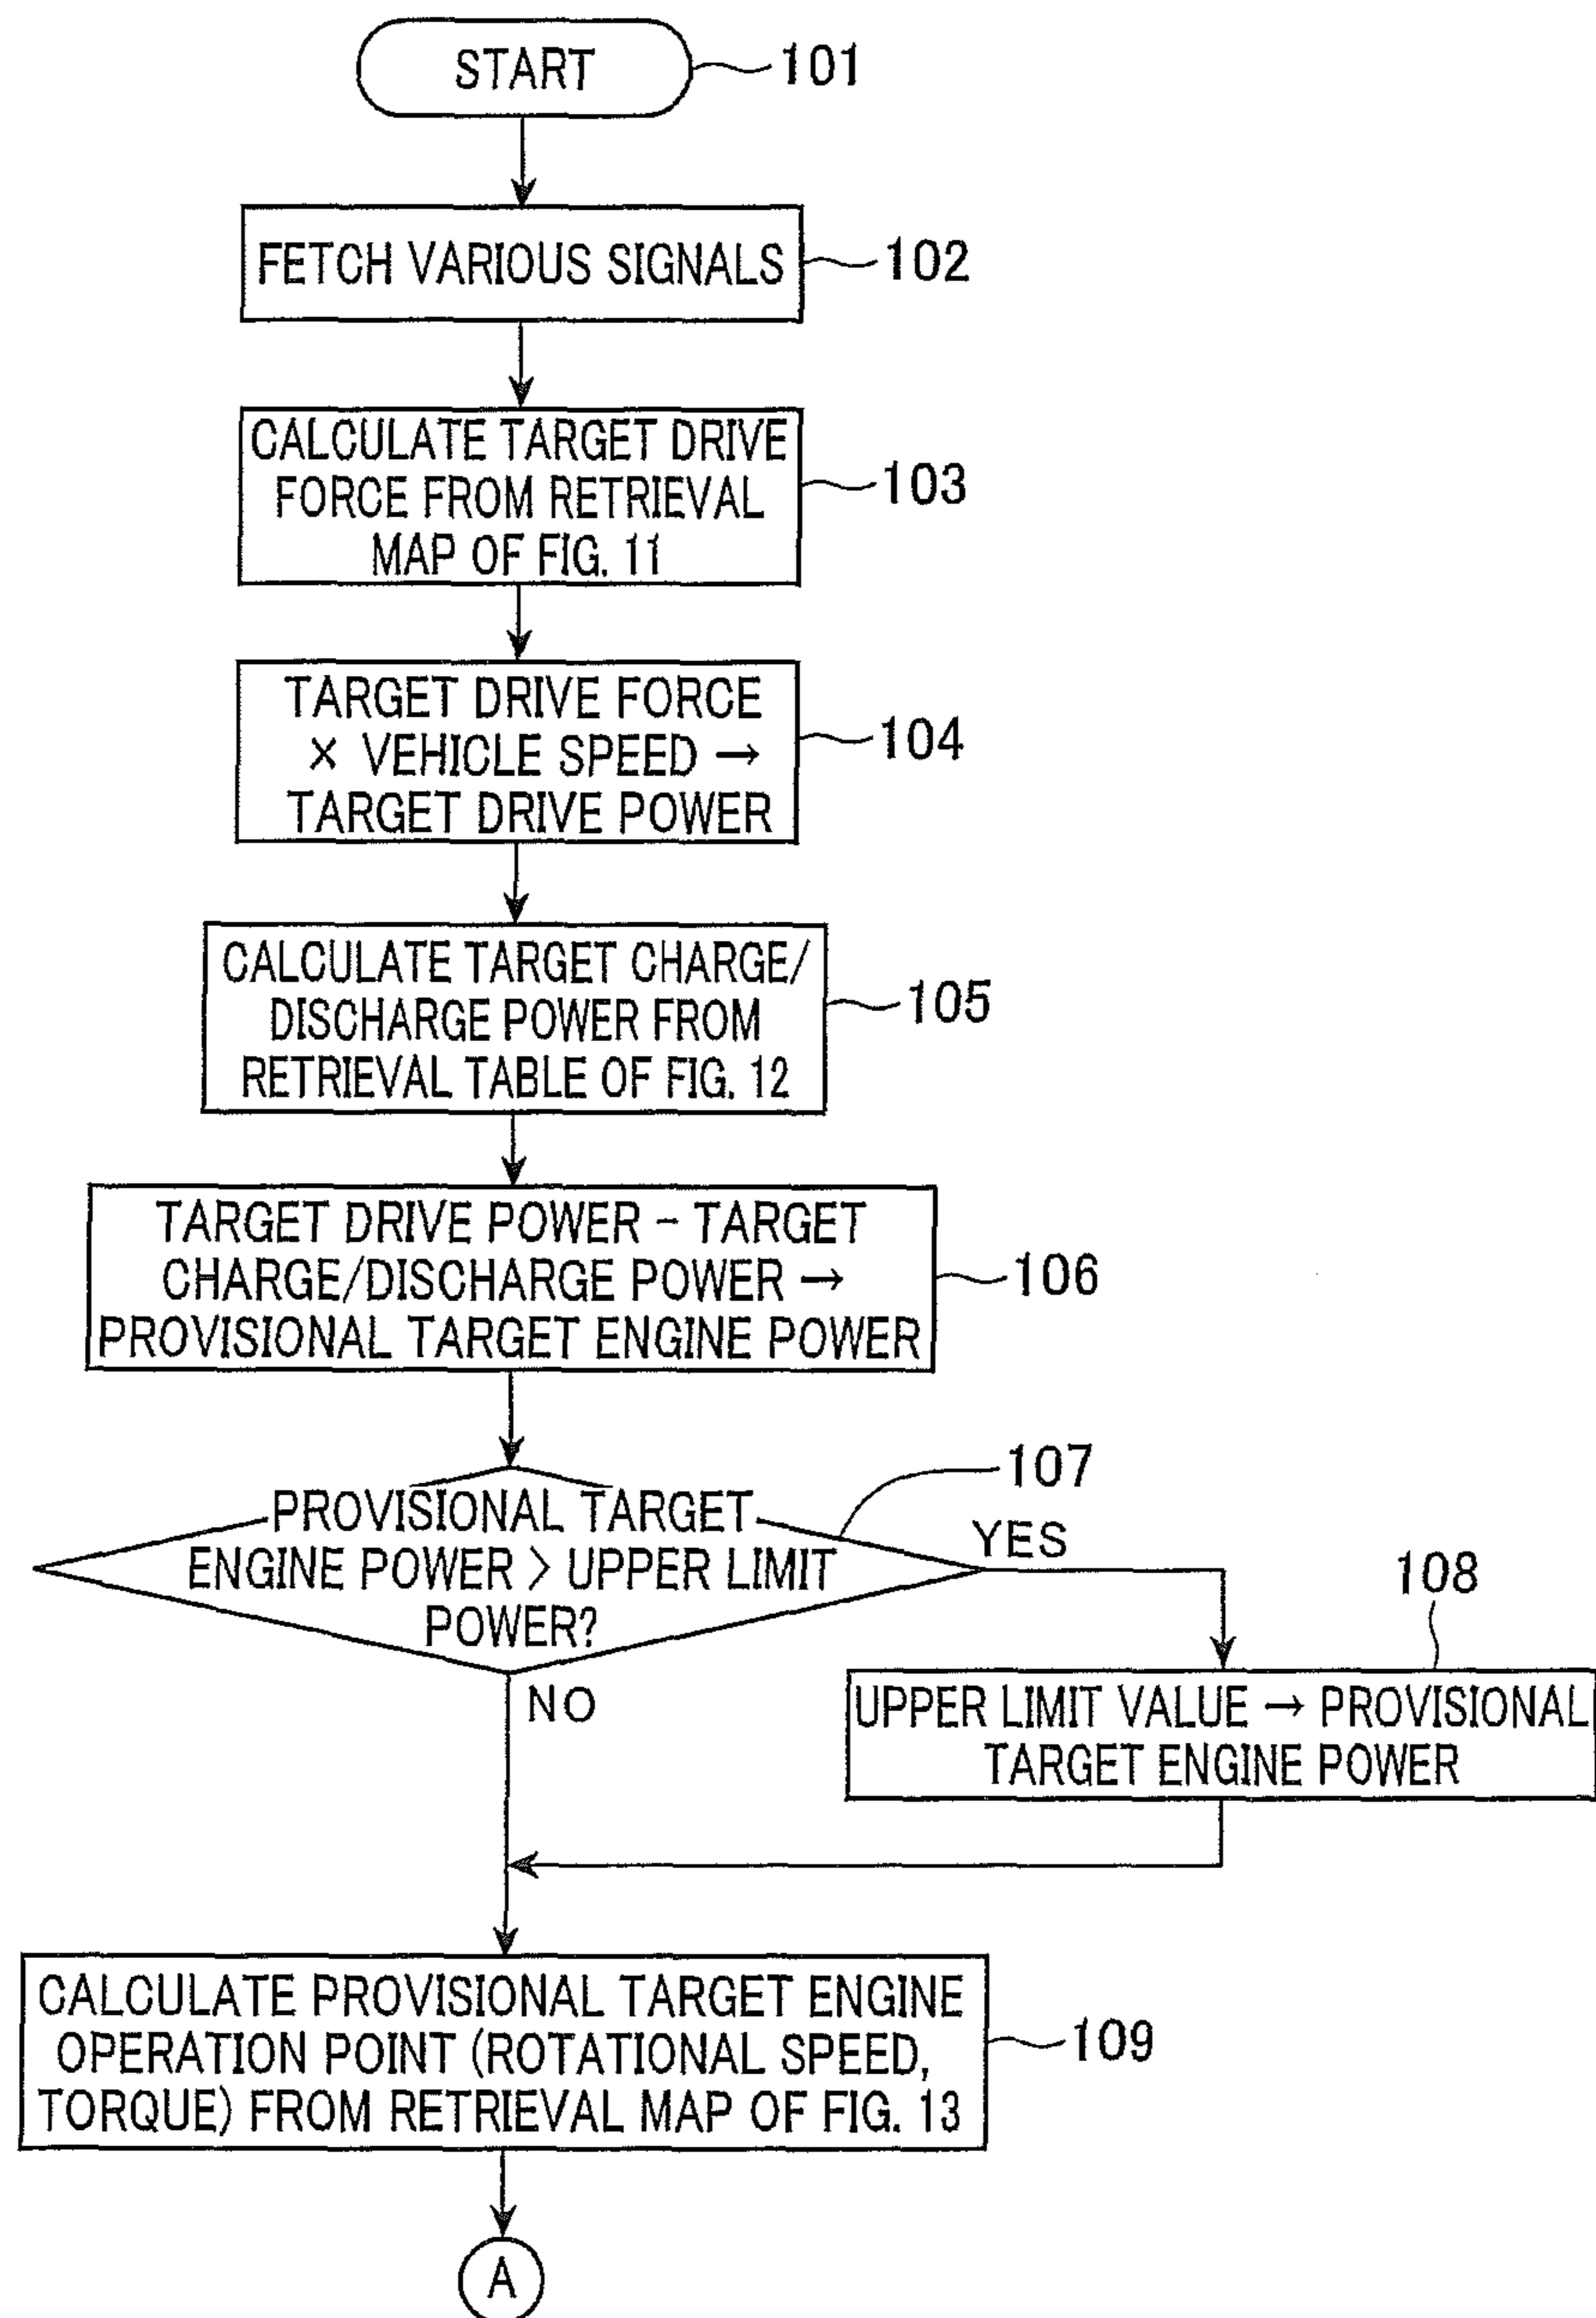 START
101
FETCH VARIOUS SIGNALS
102
CALCULATE TARGET DRIVE
FORCE FROM RETRIEVAL
MAP OF FIG. 11
103
TARGET DRIVE FORCE
× VEHICLE SPEED →
TARGET DRIVE POWER
104
CALCULATE TARGET CHARGE/
DISCHARGE POWER FROM
RETRIEVAL TABLE OF FIG. 12
105
TARGET DRIVE POWER - TARGET
CHARGE/DISCHARGE POWER →
PROVISIONAL TARGET ENGINE POWER
106
PROVISIONAL TARGET
ENGINE POWER > UPPER LIMIT
POWER?
107
YES
NO
108
UPPER LIMIT VALUE → PROVISIONAL
TARGET ENGINE POWER
CALCULATE PROVISIONAL TARGET ENGINE
OPERATION POINT (ROTATIONAL SPEED,
TORQUE) FROM RETRIEVAL MAP OF FIG. 13
109
A